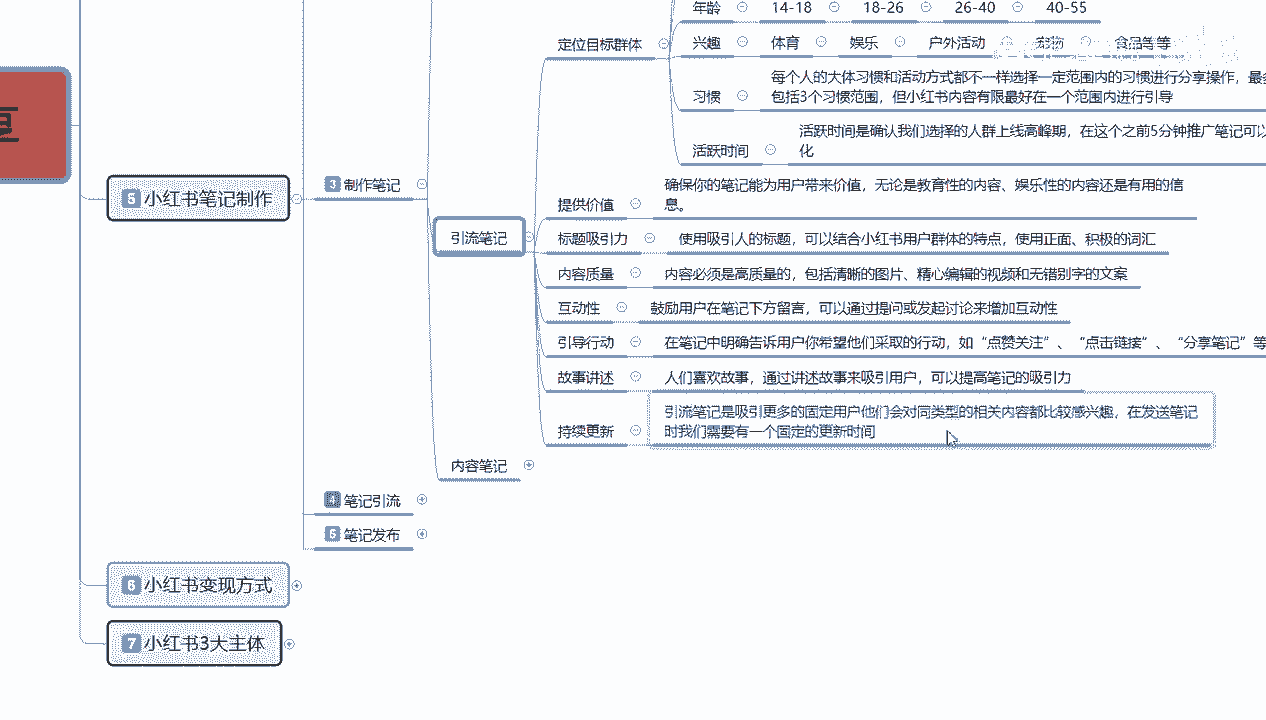 年龄 14-18 18-26 26-40 40-55
定位目标群体
兴趣 体育 娱乐 户外活动 宠物 食品等等
每个人的大体习惯和活动方式都不一样选择一定范围内的习惯进行分享操作，最多
习惯
包括3个习惯范围，但小红书内容有限最好在一个范围内进行引导
活跃时间是确认我们选择的人群上线高峰期，在这个之前5分钟推广笔记可以
活跃时间
化
5 小红书笔记制作
3 制作笔记
引流笔记
确保你的笔记能为用户带来价值，无论是教育性的内容、娱乐性的内容还是有用的信
提供价值
息。
标题吸引力 使用吸引人的标题，可以结合小红书用户群体的特点，使用正面、积极的词汇
内容质量 内容必须是高质量的，包括清晰的图片、精心编辑的视频和无错别字的文案
互动性 鼓励用户在笔记下方留言，可以通过提问或发起讨论来增加互动性
引导行动 在笔记中明确告诉用户你希望他们采取的行动，如“点赞关注”、“点击链接”、“分享笔记”等
故事讲述 人们喜欢故事，通过讲述故事来吸引用户，可以提高笔记的吸引力
引流笔记是吸引更多的固定用户他们会对同类型的相关内容都比较感兴趣，在发送笔记
持续更新
时我们需要有一个固定的更新时间
内容笔记
4 笔记引流
5 笔记发布
6 小红书变现方式
7 小红书3大主体